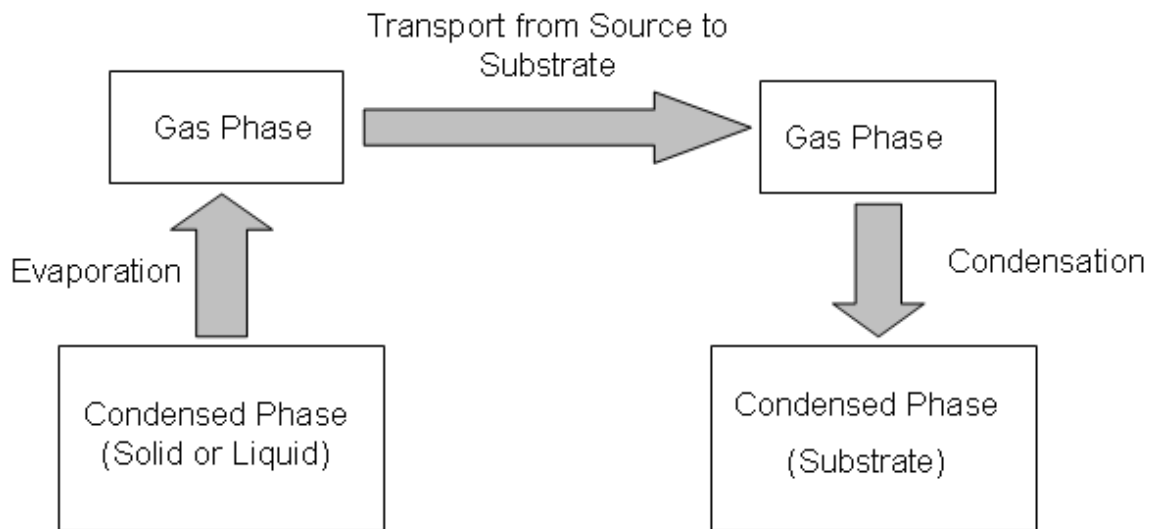 Transport from Source to
Substrate
Gas Phase
Gas Phase
Evaporation
Condensation
Condensed Phase
(Solid or Liquid)
Condensed Phase
(Substrate)